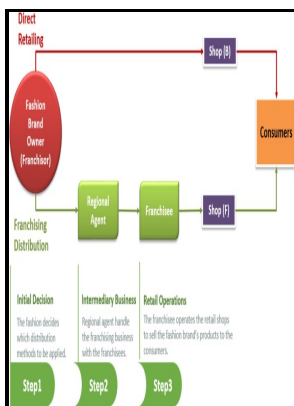 Direct
Retailing
Shop (B)
Fashion
Brand
Owner
(Franchisor)
Consumers
Regional
Agent
Franchisee
Shop (F)
Franchising
Distribution
Initial Decision
The fashion decides
which distribution
methods to be applied.
Intermediary Business
Regional agent handle
the franchising business
with the franchisees.
Retail Operations
The franchisee operates the retail shops
to sell the fashion brand's products to the
consumers.
Step1
Step2
Step3